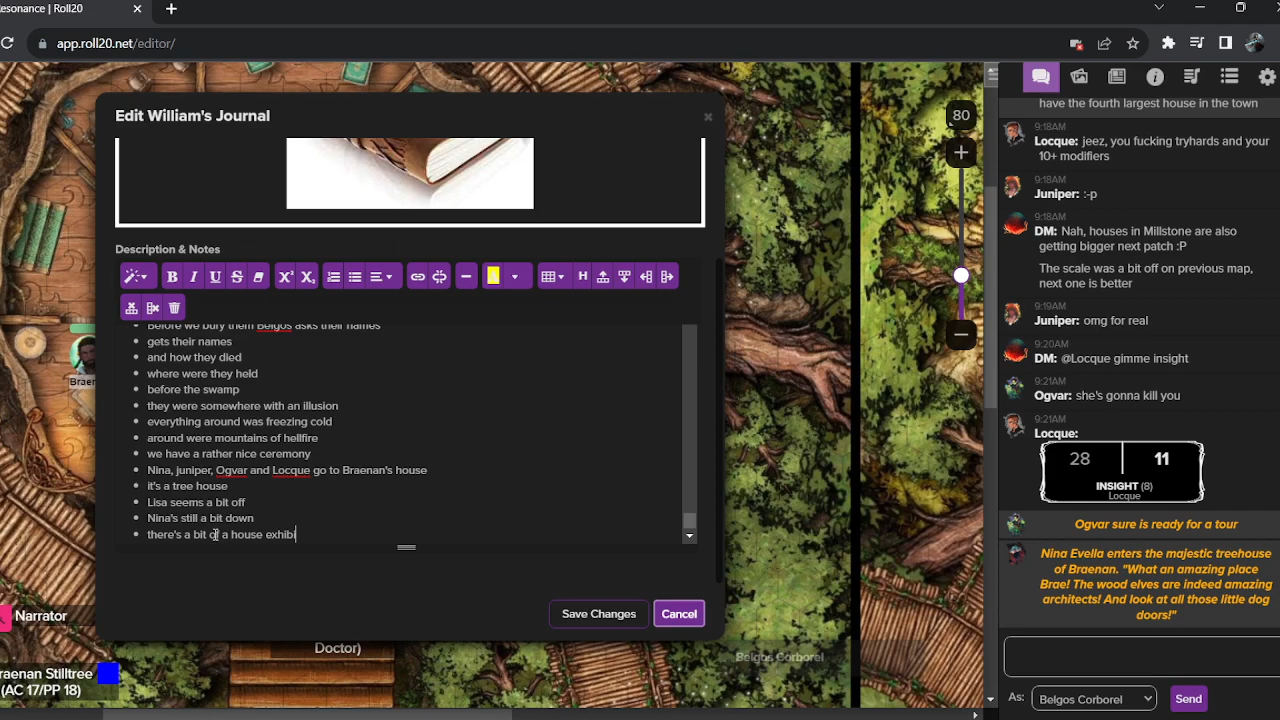 Resonance | Roll20
app.roll20.net/editor/
Edit William's Journal
Description & Notes
Before we bury them Belgos asks their names
gets their names
and how they died
where were they held
before the swamp
they were somewhere with an illusion
everything around was freezing cold
around were mountains of hellfire
we have a rather nice ceremony
Nina, juniper, Ogvar and Locque go to Braenan's house
it's a tree house
Lisa seems a bit off
Nina's still a bit down
there's a bit of a house exhibi
Save Changes
Cancel
Brae
Narrator
raenan Stilltree
(AC 17/PP 18)
Doctor)
Belgos Corborel
80
have the fourth largest house in the town
9:18AM
Locque: jeez, you fucking tryhards and your
10+ modifiers
9:18AM
Juniper: :-p
9:18AM
DM: Nah, houses in Millstone are also
getting bigger next patch :P
The scale was a bit off on previous map,
next one is better
9:19AM
Juniper: omg for real
9:20AM
DM: @Locque gimme insight
9:21AM
Ogvar: she's gonna kill you
9:21AM
Locque:
28 11
INSIGHT (8)
Locque
Ogvar sure is ready for a tour
Nina Evella enters the majestic treehouse
of Braenan. "What an amazing place
Brae! The wood elves are indeed amazing
architects! And look at all those little dog
doors!"
As: Belgos Corborel
Send